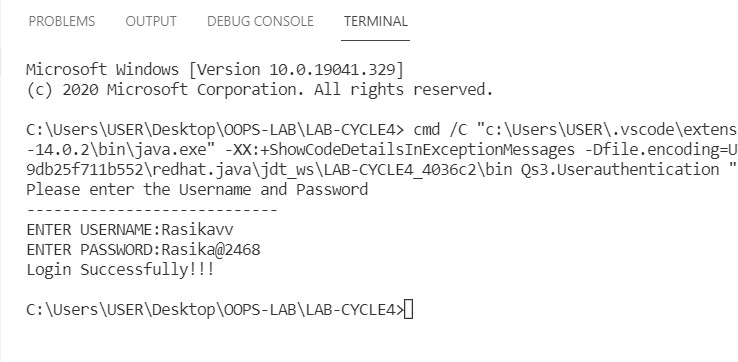 PROBLEMS OUTPUT DEBUG CONSOLE TERMINAL
Microsoft Windows [Version 10.0.19041.329]
(c) 2020 Microsoft Corporation. All rights reserved.
C:\Users\USER\Desktop\OOPS-LAB\LAB-CYCLE4> cmd /C "c:\Users\USER\.vscode\extens
-14.0.2\bin\java.exe" -XX:+ShowCodeDetailsInExceptionMessages -Dfile.encoding=U
9db25f711b552\redhat.java\jdt_ws\LAB-CYCLE4_4036c2\bin Qs3.Userauthentication "
Please enter the Username and Password
----------------------------
ENTER USERNAME:Rasikavv
ENTER PASSWORD:Rasika@2468
Login Successfully!!!
C:\Users\USER\Desktop\OOPS-LAB\LAB-CYCLE4>